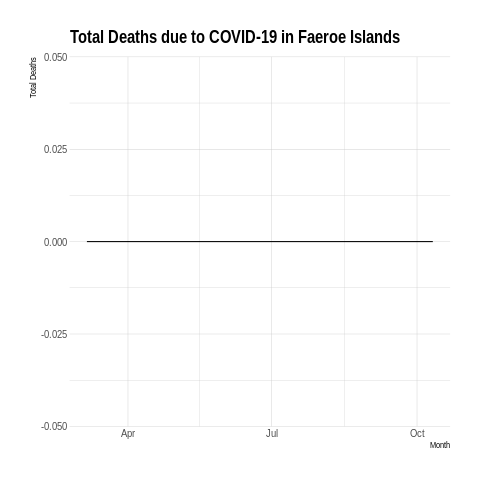 Total Deaths due to COVID-19 in Faeroe Islands
Total Deaths
0.050
0.025
0.000
-0.025
-0.050
Apr Jul Oct
Month